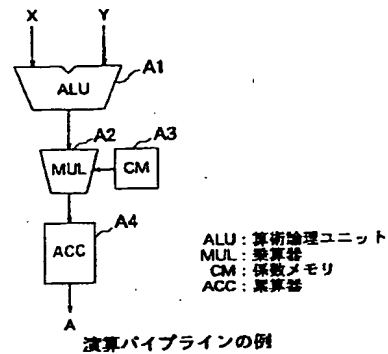 X Y
A1
ALU
A2 A3
MUL CM
A4
ACC
A
ALU:算術論理ユニット
MUL:乗算器
CM:係数メモリ
ACC:累算器
演算パイプラインの例